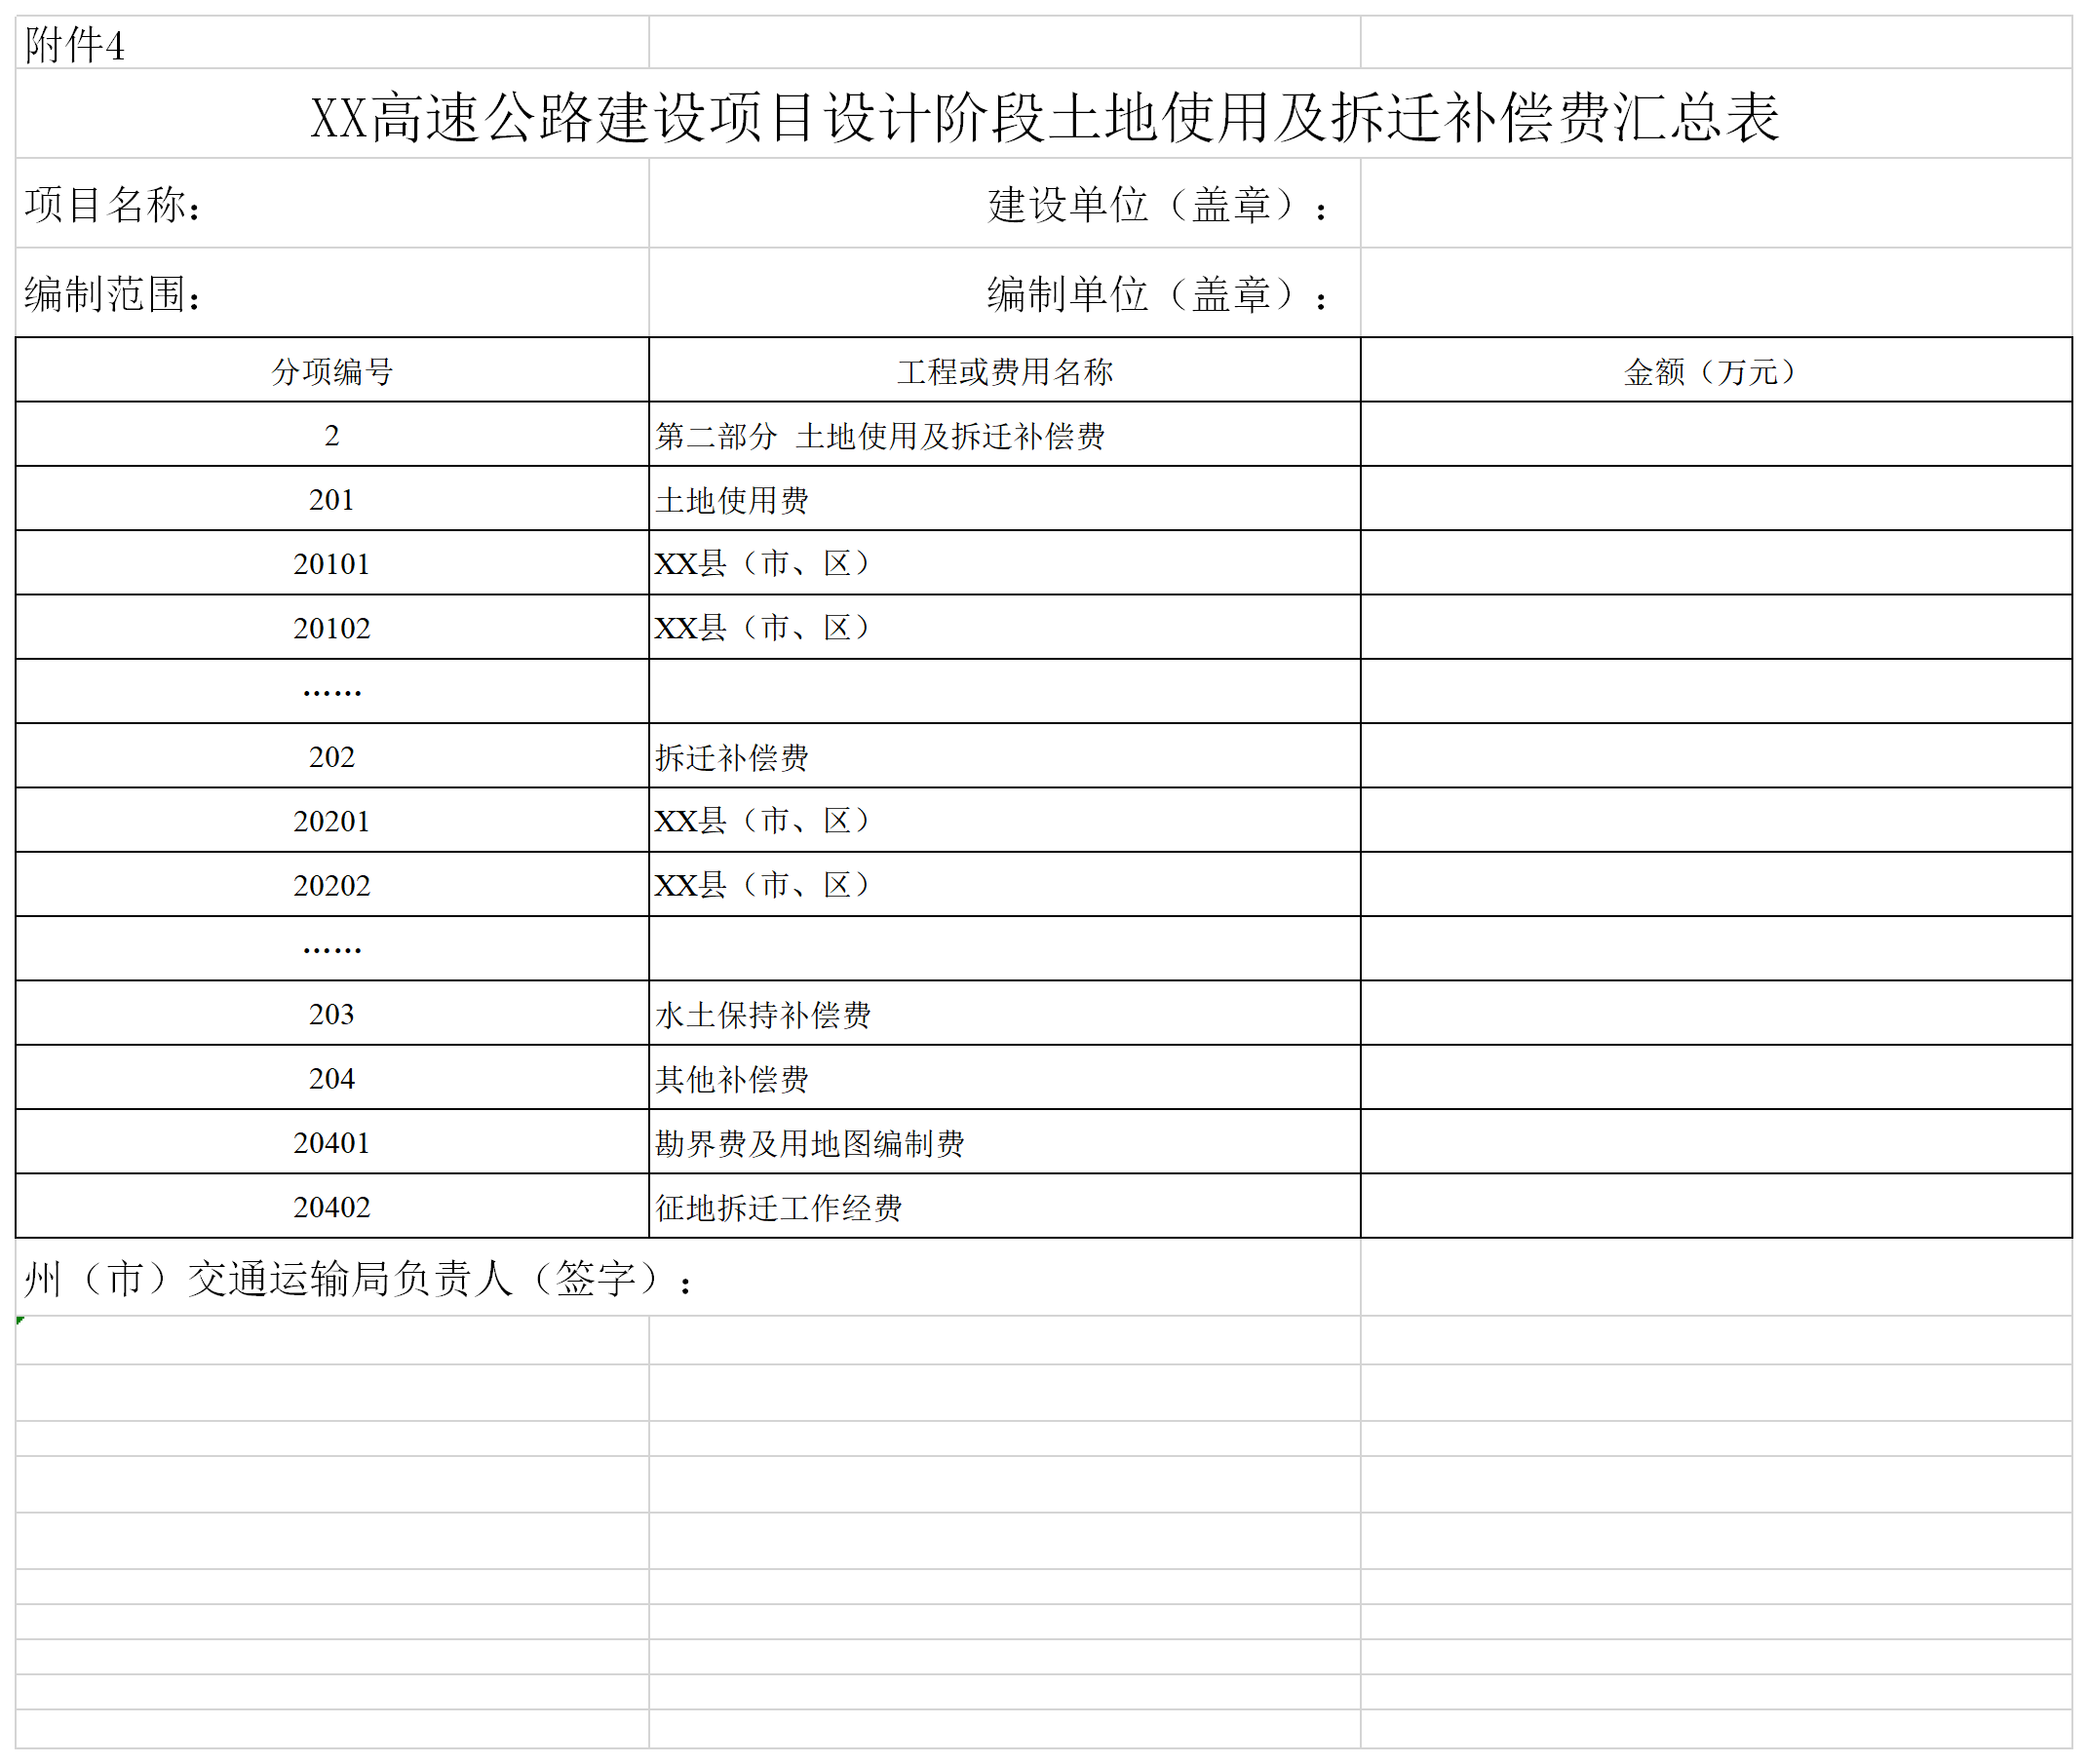 附件4
XX高速公路建设项目设计阶段土地使用及拆迁补偿费汇总表
项目名称： 建设单位（盖章）：
编制范围： 编制单位（盖章）：
分项编号 工程或费用名称 金额（万元）
2 第二部分 土地使用及拆迁补偿费
201 土地使用费
20101 XX县（市、区）
20102 XX县（市、区）
……
202 拆迁补偿费
20201 XX县（市、区）
20202 XX县（市、区）
……
203 水土保持补偿费
204 其他补偿费
20401 勘界费及用地图编制费
20402 征地拆迁工作经费
州（市）交通运输局负责人（签字）：